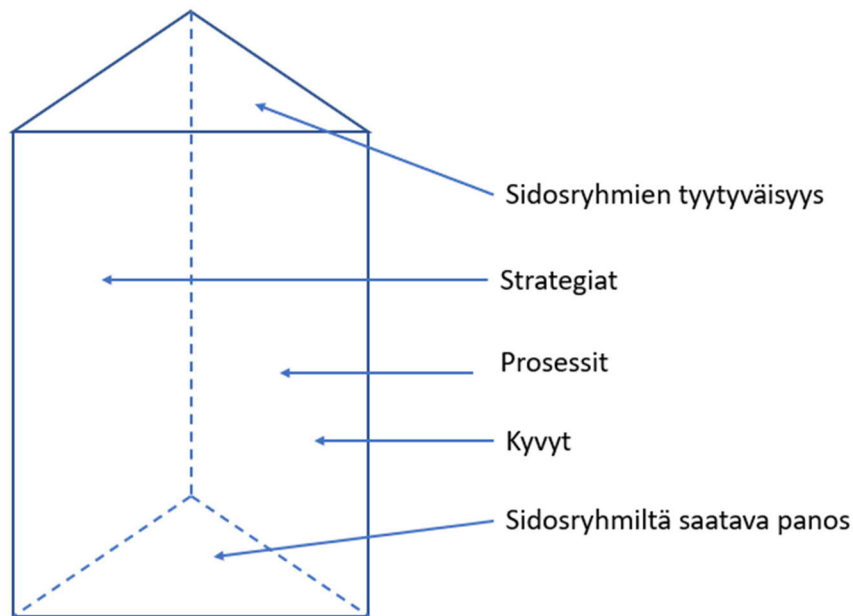 Sidosryhmien tyytyväisyys
Strategiat
Prosessit
Kyvyt
Sidosryhmiltä saatava panos